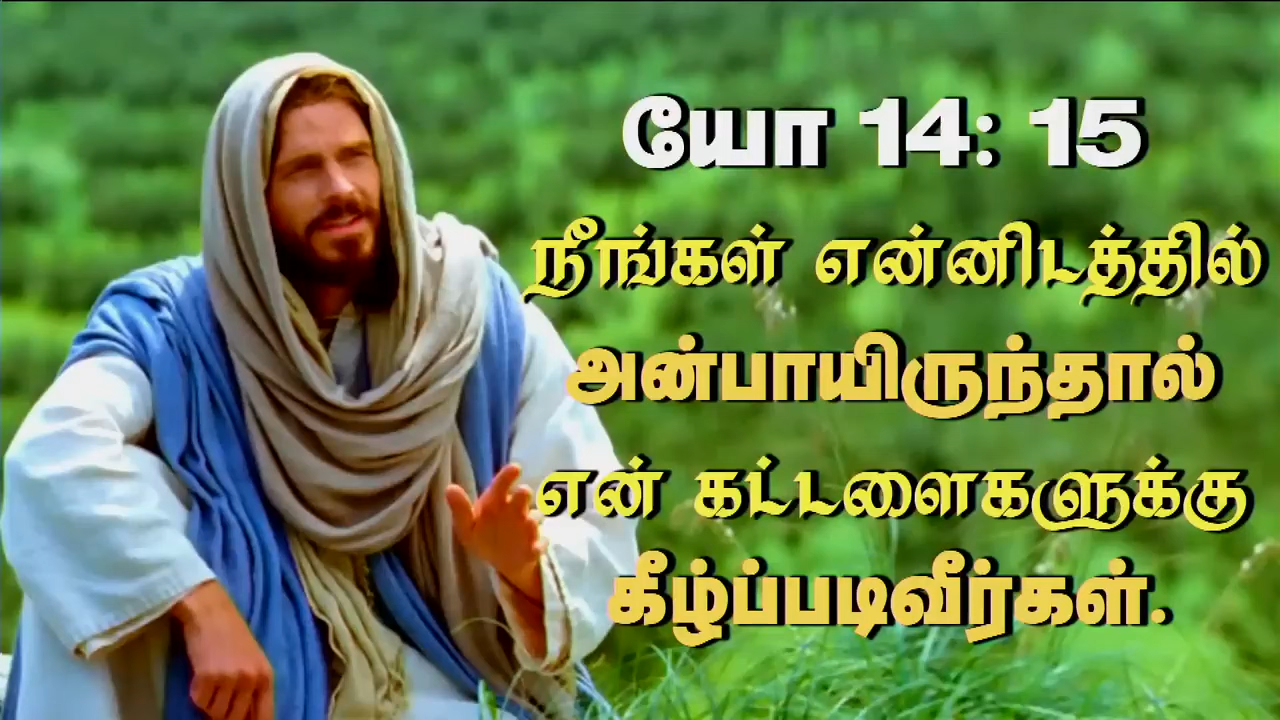 யோ 14: 15
நீங்கள் என்னிடத்தில்
அன்பாயிருந்தால்
என் கட்டளைகளுக்கு
கீழ்ப்படிவீர்கள்.